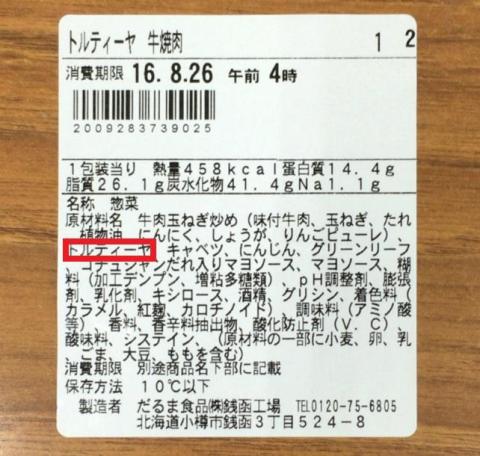 トルティーヤ 牛焼肉 1 2
消費期限 16.8.26 午前 4時
2009283739025
1包装当り 熱量458kcal蛋白質14.4g
脂質26.1g炭水化物41.4gNa1.1g
名称 惣菜
原材料名 牛肉玉ねぎ炒め(味付牛肉、玉ねぎ、たれ
、植物油、にんにく、しょうが、りんごピューレ)、
トルティーヤ、キャベツ、にんじん、グリーンリーフ
、コチュジャンだれ入りマヨソース、マヨソース、糊
料(加工デンプン、増粘多糖類)、pH調整剤、膨張
剤、乳化剤、キシロース、酒精、グリシン、着色料(
カラメル、紅麹、カロチノイド)、調味料(アミノ酸
等)、香料、香辛料抽出物、酸化防止剤(V.C)、
酸味料、システイン、(原材料の一部に小麦、卵、乳
、ごま、大豆、ももを含む)
消費期限 別途商品名下部に記載
保存方法 10℃以下
製造者 だるま食品㈱銭函工場 TEL0120-75-6805
北海道小樽市銭函3丁目524-8